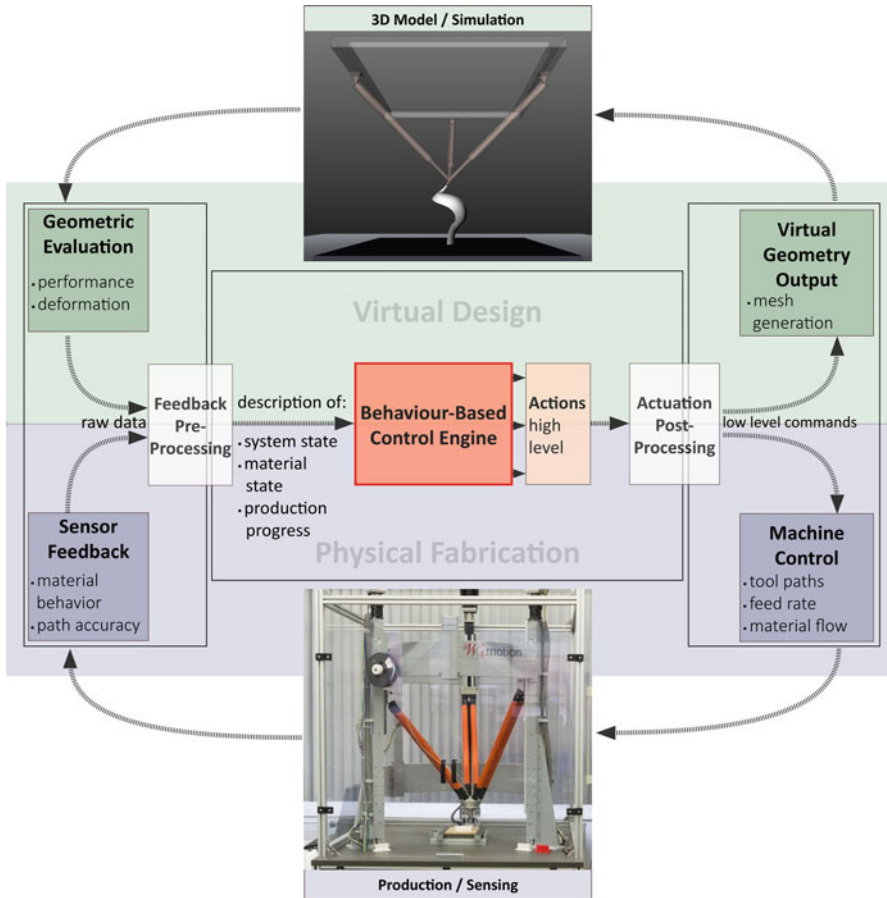 3D Model / Simulation
Geometric
Evaluation
• performance
• deformation
Virtual
Geometry
Output
• mesh
generation
Virtual Design
raw data
Feedback
Pre-
Processing
description of:
• system state
• material
state
• production
progress
Behaviour-Based
Control Engine
Actions
high
level
Actuation
Post-
Processing
low level commands
Physical Fabrication
Sensor
Feedback
• material
behavior
• path accuracy
Machine
Control
• tool paths
• feed rate
• material flow
motion
Production / Sensing